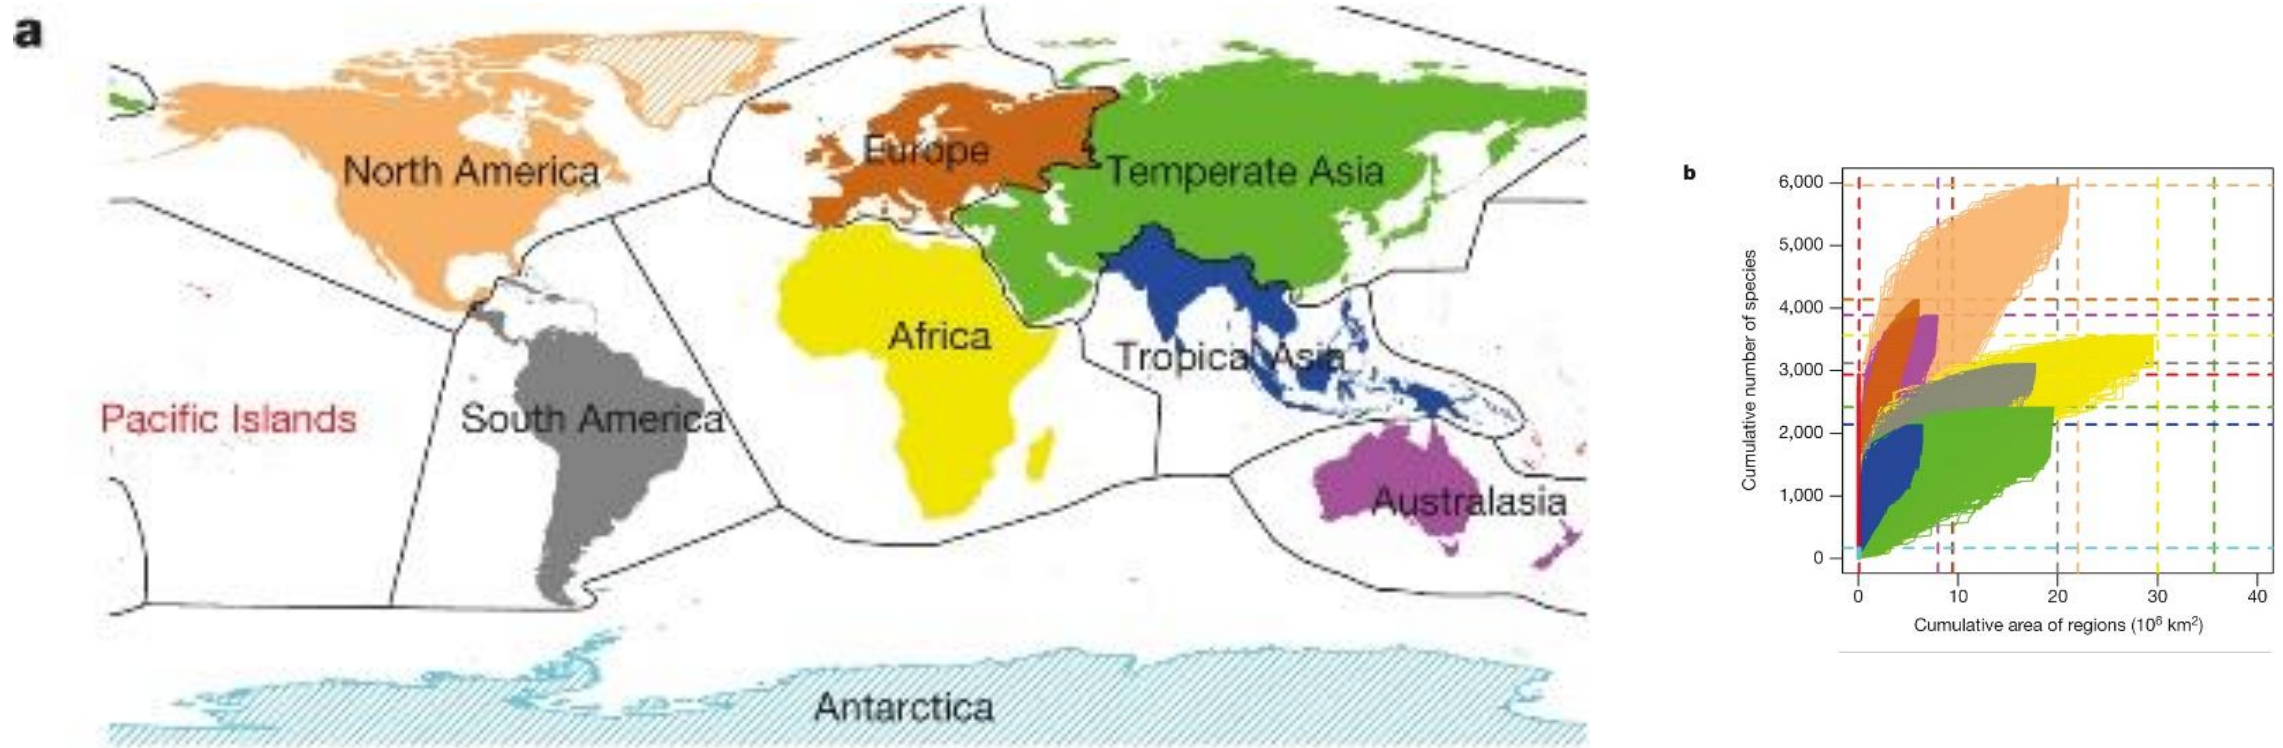 a
North America
Europe
Temperate Asia
Africa
Tropical Asia
Pacific Islands
South America
Australasia
Antarctica
b
Cumulative number of species
6,000
5,000
4,000
3,000
2,000
1,000
0
0 10 20 30 40
Cumulative area of regions (10⁶ km²)